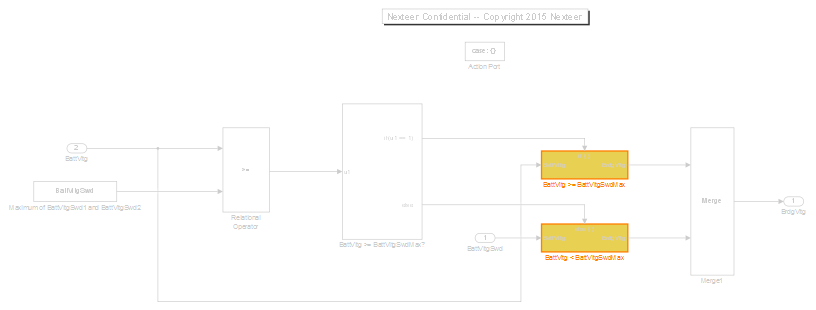 Nexteer Confidential -- Copyright 2015 Nexteer
case: {}
Action Port
2
BattVltg
BattVltgSwd
Maximum of BattVltgSwd1 and BattVltgSwd2
>=
Relational
Operator
u1
if(u1 == 1)
else
BattVltg >= BattVltgSwdMax?
BattVltg >= BattVltgSwdMax
1
BattVltgSwd
BattVltg < BattVltgSwdMax
Merge
Merge1
1
BrdgVltg